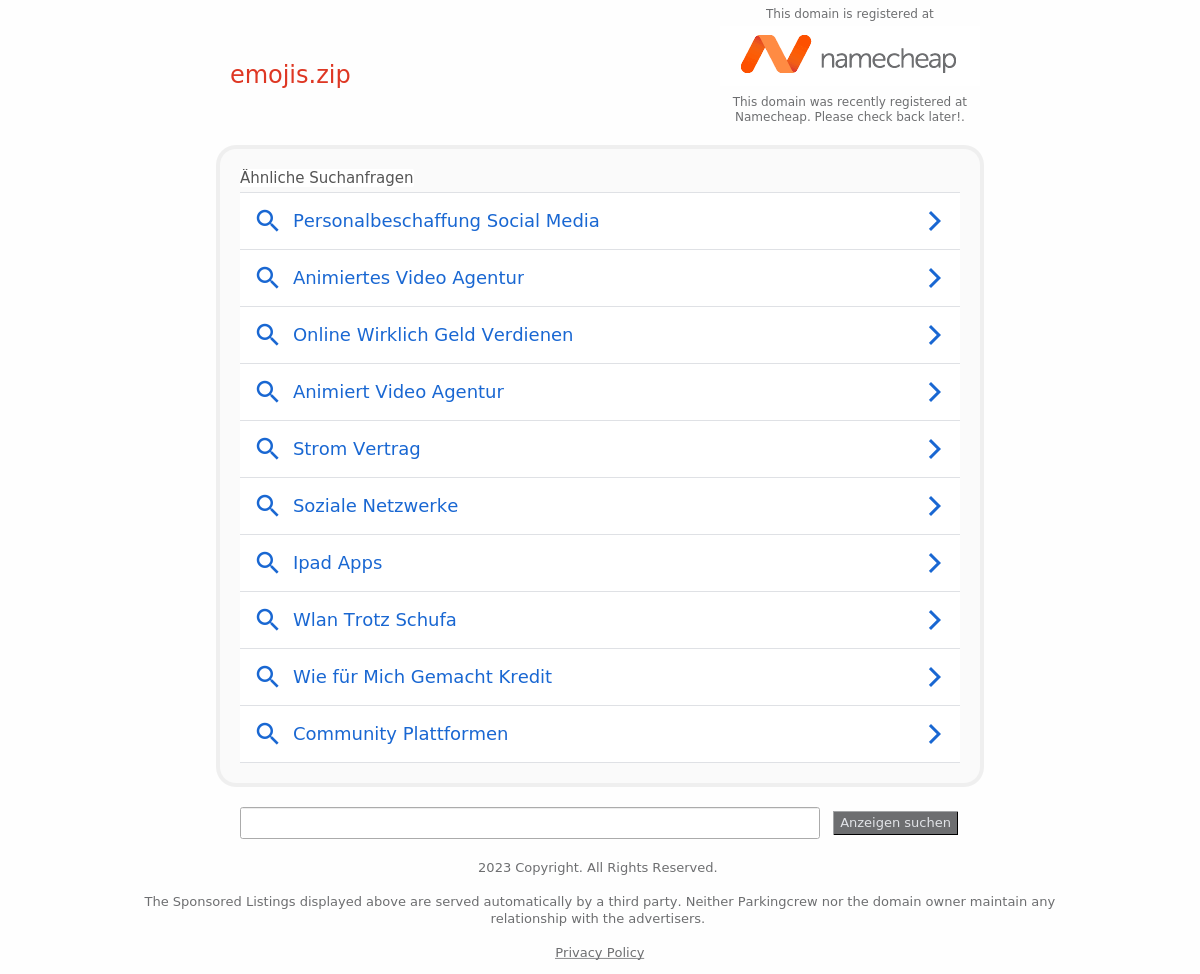 This domain is registered at
namecheap
emojis.zip
This domain was recently registered at
Namecheap. Please check back later!.
Ähnliche Suchanfragen
Personalbeschaffung Social Media
Animiertes Video Agentur
Online Wirklich Geld Verdienen
Animiert Video Agentur
Strom Vertrag
Soziale Netzwerke
Ipad Apps
Wlan Trotz Schufa
Wie für Mich Gemacht Kredit
Community Plattformen
Anzeigen suchen
2023 Copyright. All Rights Reserved.
The Sponsored Listings displayed above are served automatically by a third party. Neither Parkingcrew nor the domain owner maintain any
relationship with the advertisers.
Privacy Policy